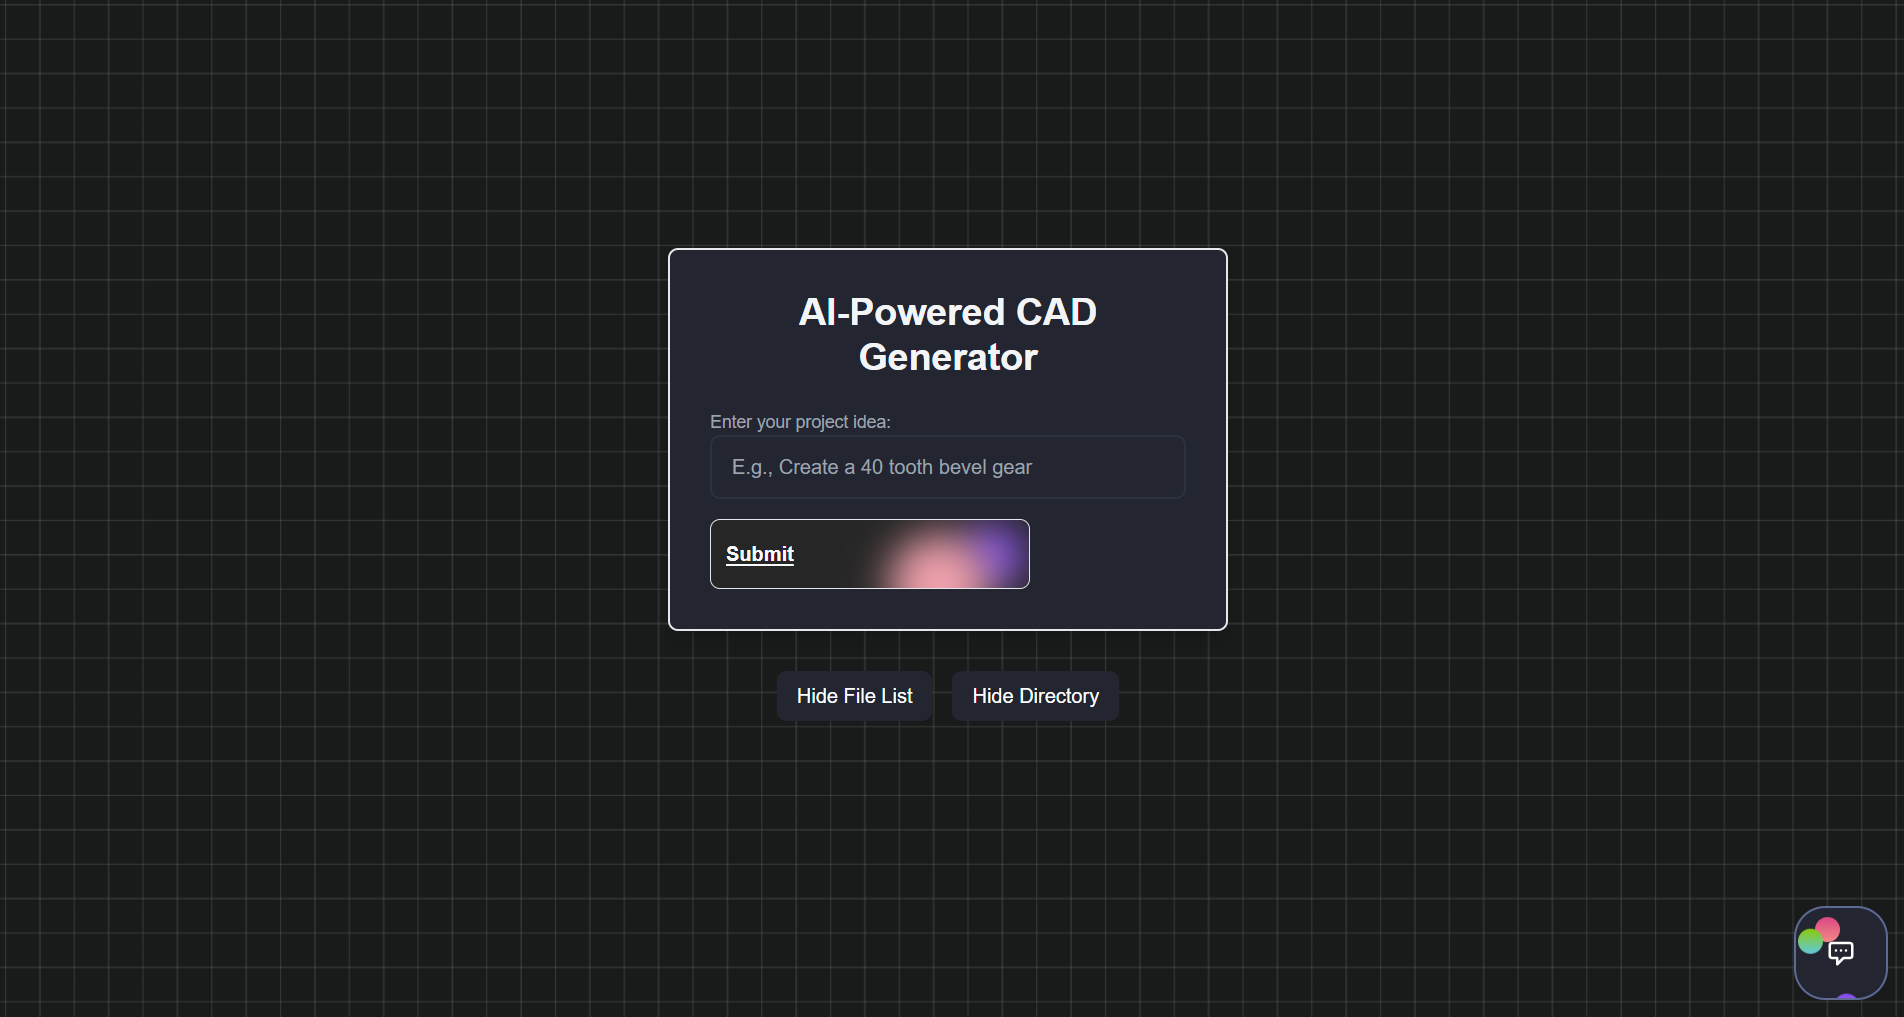 AI-Powered CAD
Generator
Enter your project idea:
E.g., Create a 40 tooth bevel gear
Submit
Hide File List
Hide Directory